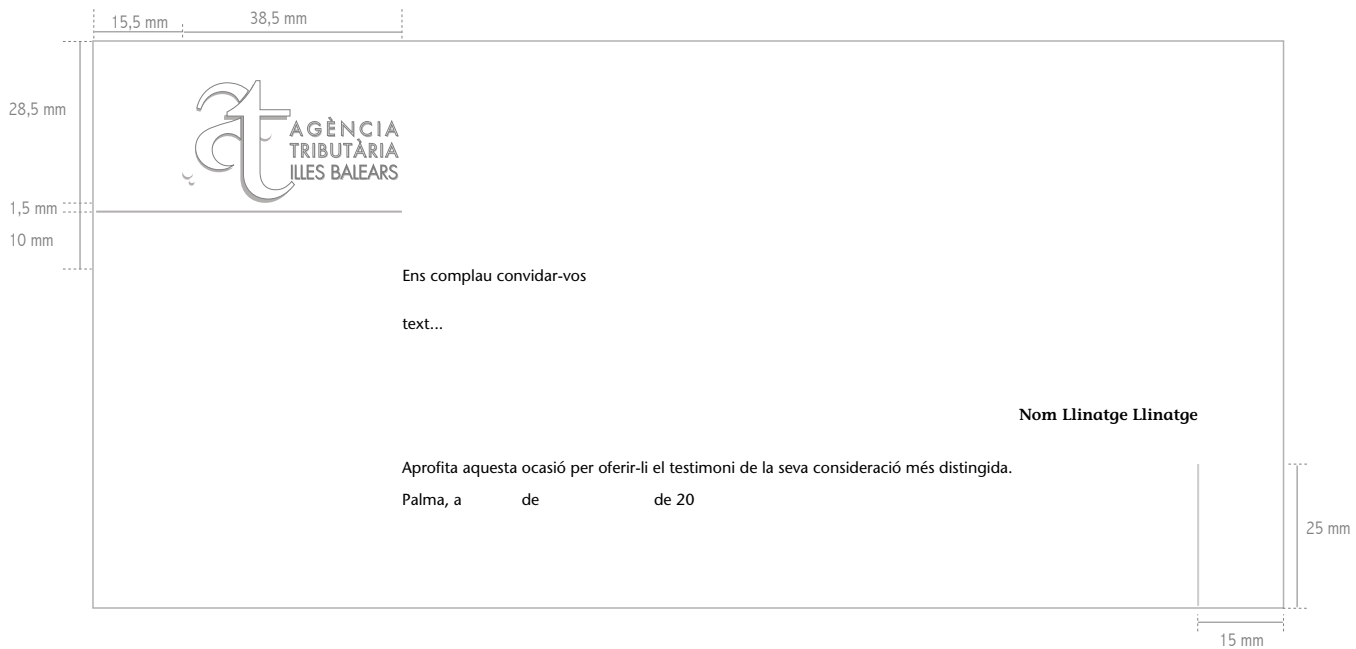 15,5 mm
38,5 mm
28,5 mm
at AGÈNCIA
TRIBUTÀRIA
ILLES BALEARS
1,5 mm
10 mm
Ens complau convidar-vos
text...
Nom Llinatge Llinatge
Aprofita aquesta ocasió per oferir-li el testimoni de la seva consideració més distingida.
Palma, a de de 20
25 mm
15 mm